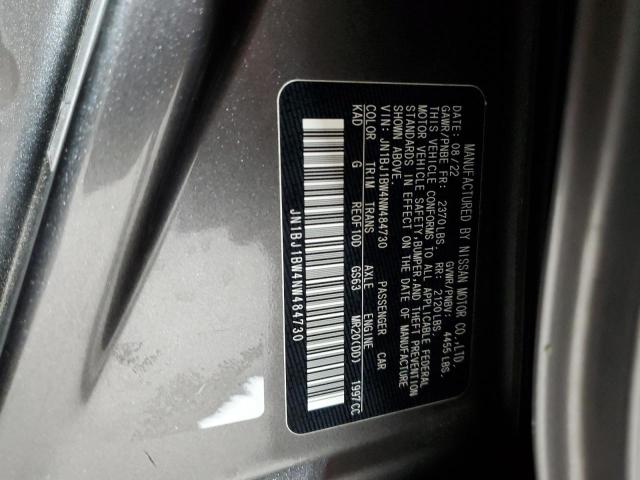 MANUFACTURED BY NISSAN MOTOR CO.,LTD.
DATE: 08/22 GVWR/PNBV: 4455 LBS,
GAWR/PNBE FR: 2370LBS, RR: 2120LBS
THIS VEHICLE CONFORMS TO ALL APPLICABLE FEDERAL
MOTOR VEHICLE SAFETY,BUMPER,AND THEFT PREVENTION
STANDARDS IN EFFECT ON THE DATE OF MANUFACTURE
SHOWN ABOVE.
VIN: JN1BJ1BW4NW484730 PASSENGER CAR
COLOR TRIM TRANS AXLE ENGINE
KAD G RE0F10D GS63 MR20(DD) 1997CC
JN1BJ1BW4NW484730